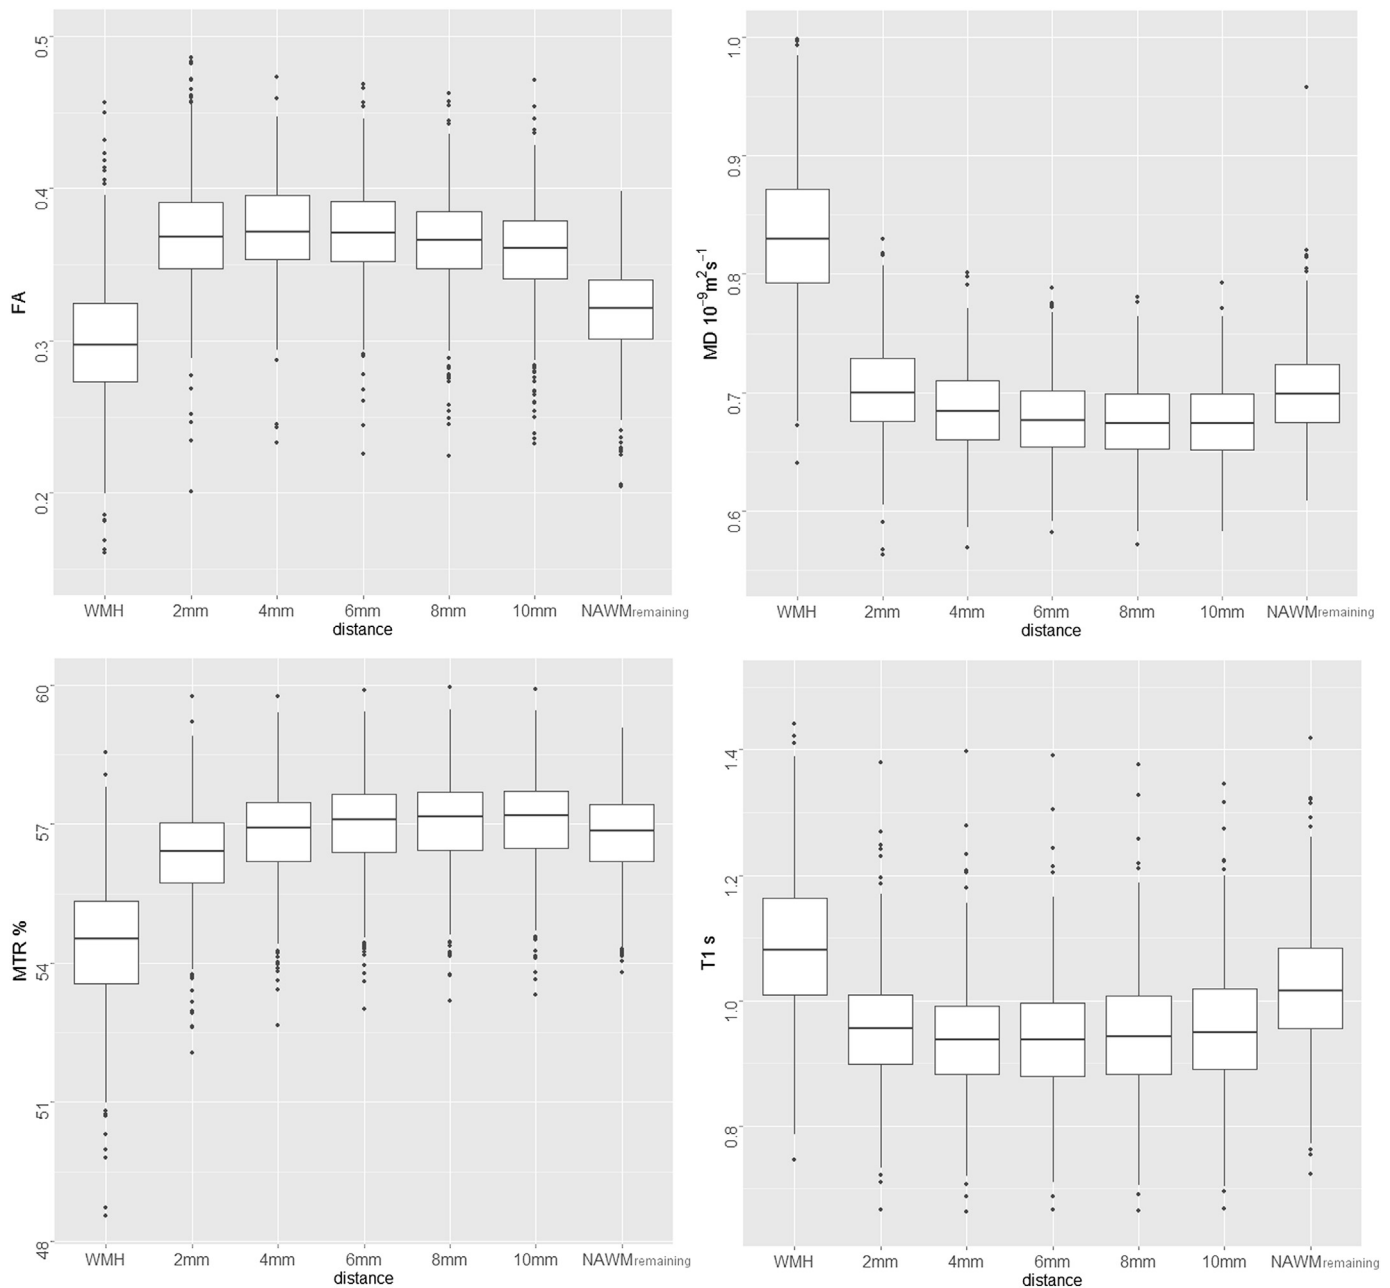 FA
0.5
0.4
0.3
0.2
WMH 2mm 4mm 6mm 8mm 10mm NAWMremaining
distance
MD 10−9m2s−1
1.0
0.9
0.8
0.7
0.6
WMH 2mm 4mm 6mm 8mm 10mm NAWMremaining
distance
MTR %
60
57
54
51
48
WMH 2mm 4mm 6mm 8mm 10mm NAWMremaining
distance
T1 s
1.4
1.2
1.0
0.8
WMH 2mm 4mm 6mm 8mm 10mm NAWMremaining
distance